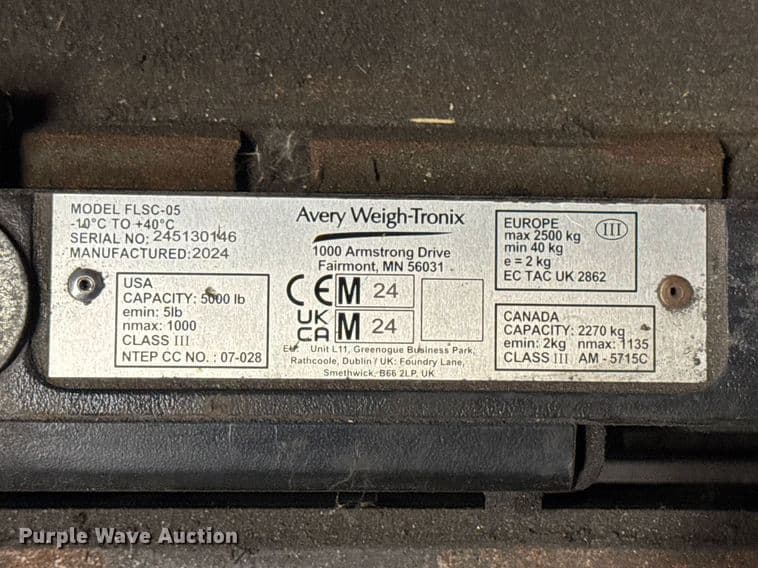 MODEL FLSC-05
-10°C TO +40°C
SERIAL NO: 245130146
MANUFACTURED:2024
USA
CAPACITY: 5000 lb
emin: 5lb
nmax: 1000
CLASS III
NTEP CC NO. : 07-028
Avery Weigh-Tronix
1000 Armstrong Drive
Fairmont, MN 56031
CE M 24
UK
CA M 24
Unit L11, Greenogue Business Park,
Rathcoole, Dublin / UK: Foundry Lane,
Smethwick, B66 2LP, UK
EUROPE III
max 2500 kg
min 40 kg
e = 2 kg
EC TAC UK 2862
CANADA
CAPACITY: 2270 kg
emin: 2kg nmax: 1135
CLASS III AM - 5715C
Purple Wave Auction